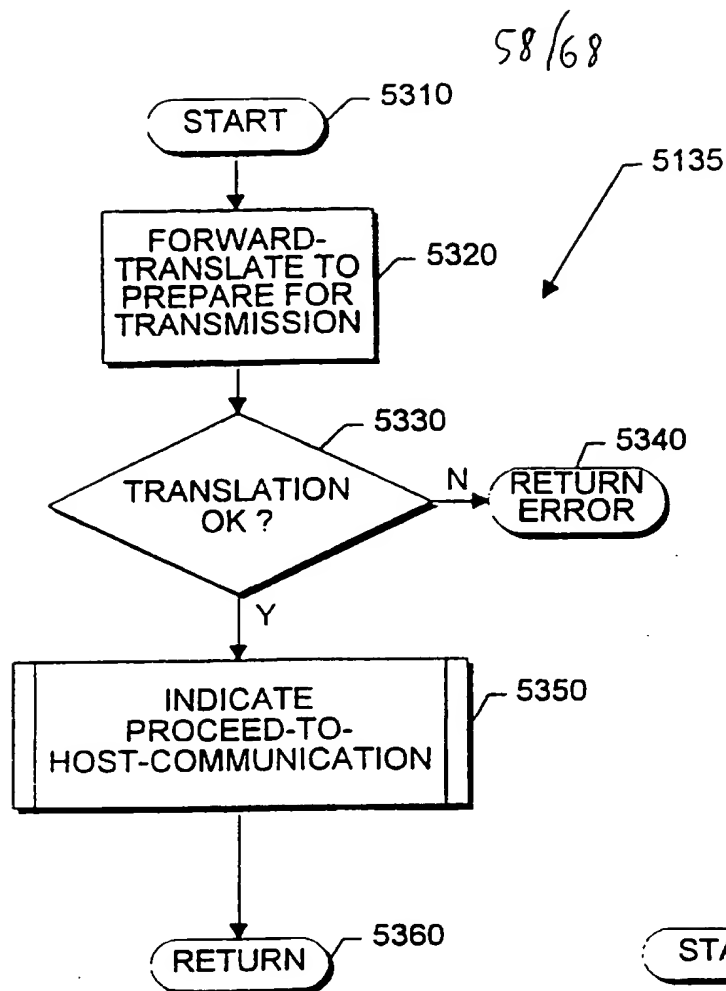 58/68
START
5310
5135
FORWARD-
TRANSLATE TO
PREPARE FOR
TRANSMISSION
5320
5330
TRANSLATION
OK ?
N
5340
RETURN
ERROR
Y
INDICATE
PROCEED-TO-
HOST-COMMUNICATION
5350
RETURN
5360
STA